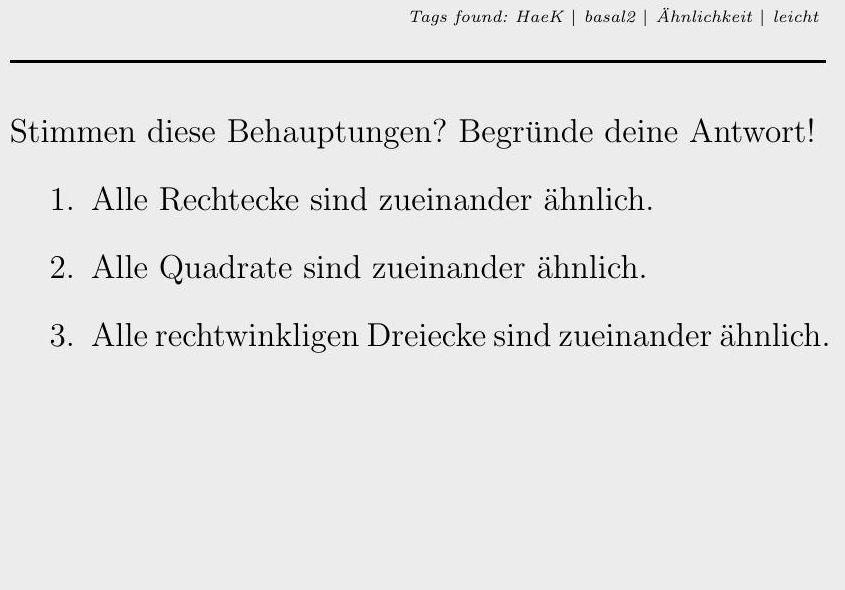 Tags found: HaeK | basal2 | Ähnlichkeit | leicht
Stimmen diese Behauptungen? Begründe deine Antwort!
1. Alle Rechtecke sind zueinander ähnlich.
2. Alle Quadrate sind zueinander ähnlich.
3. Alle rechtwinkligen Dreiecke sind zueinander ähnlich.